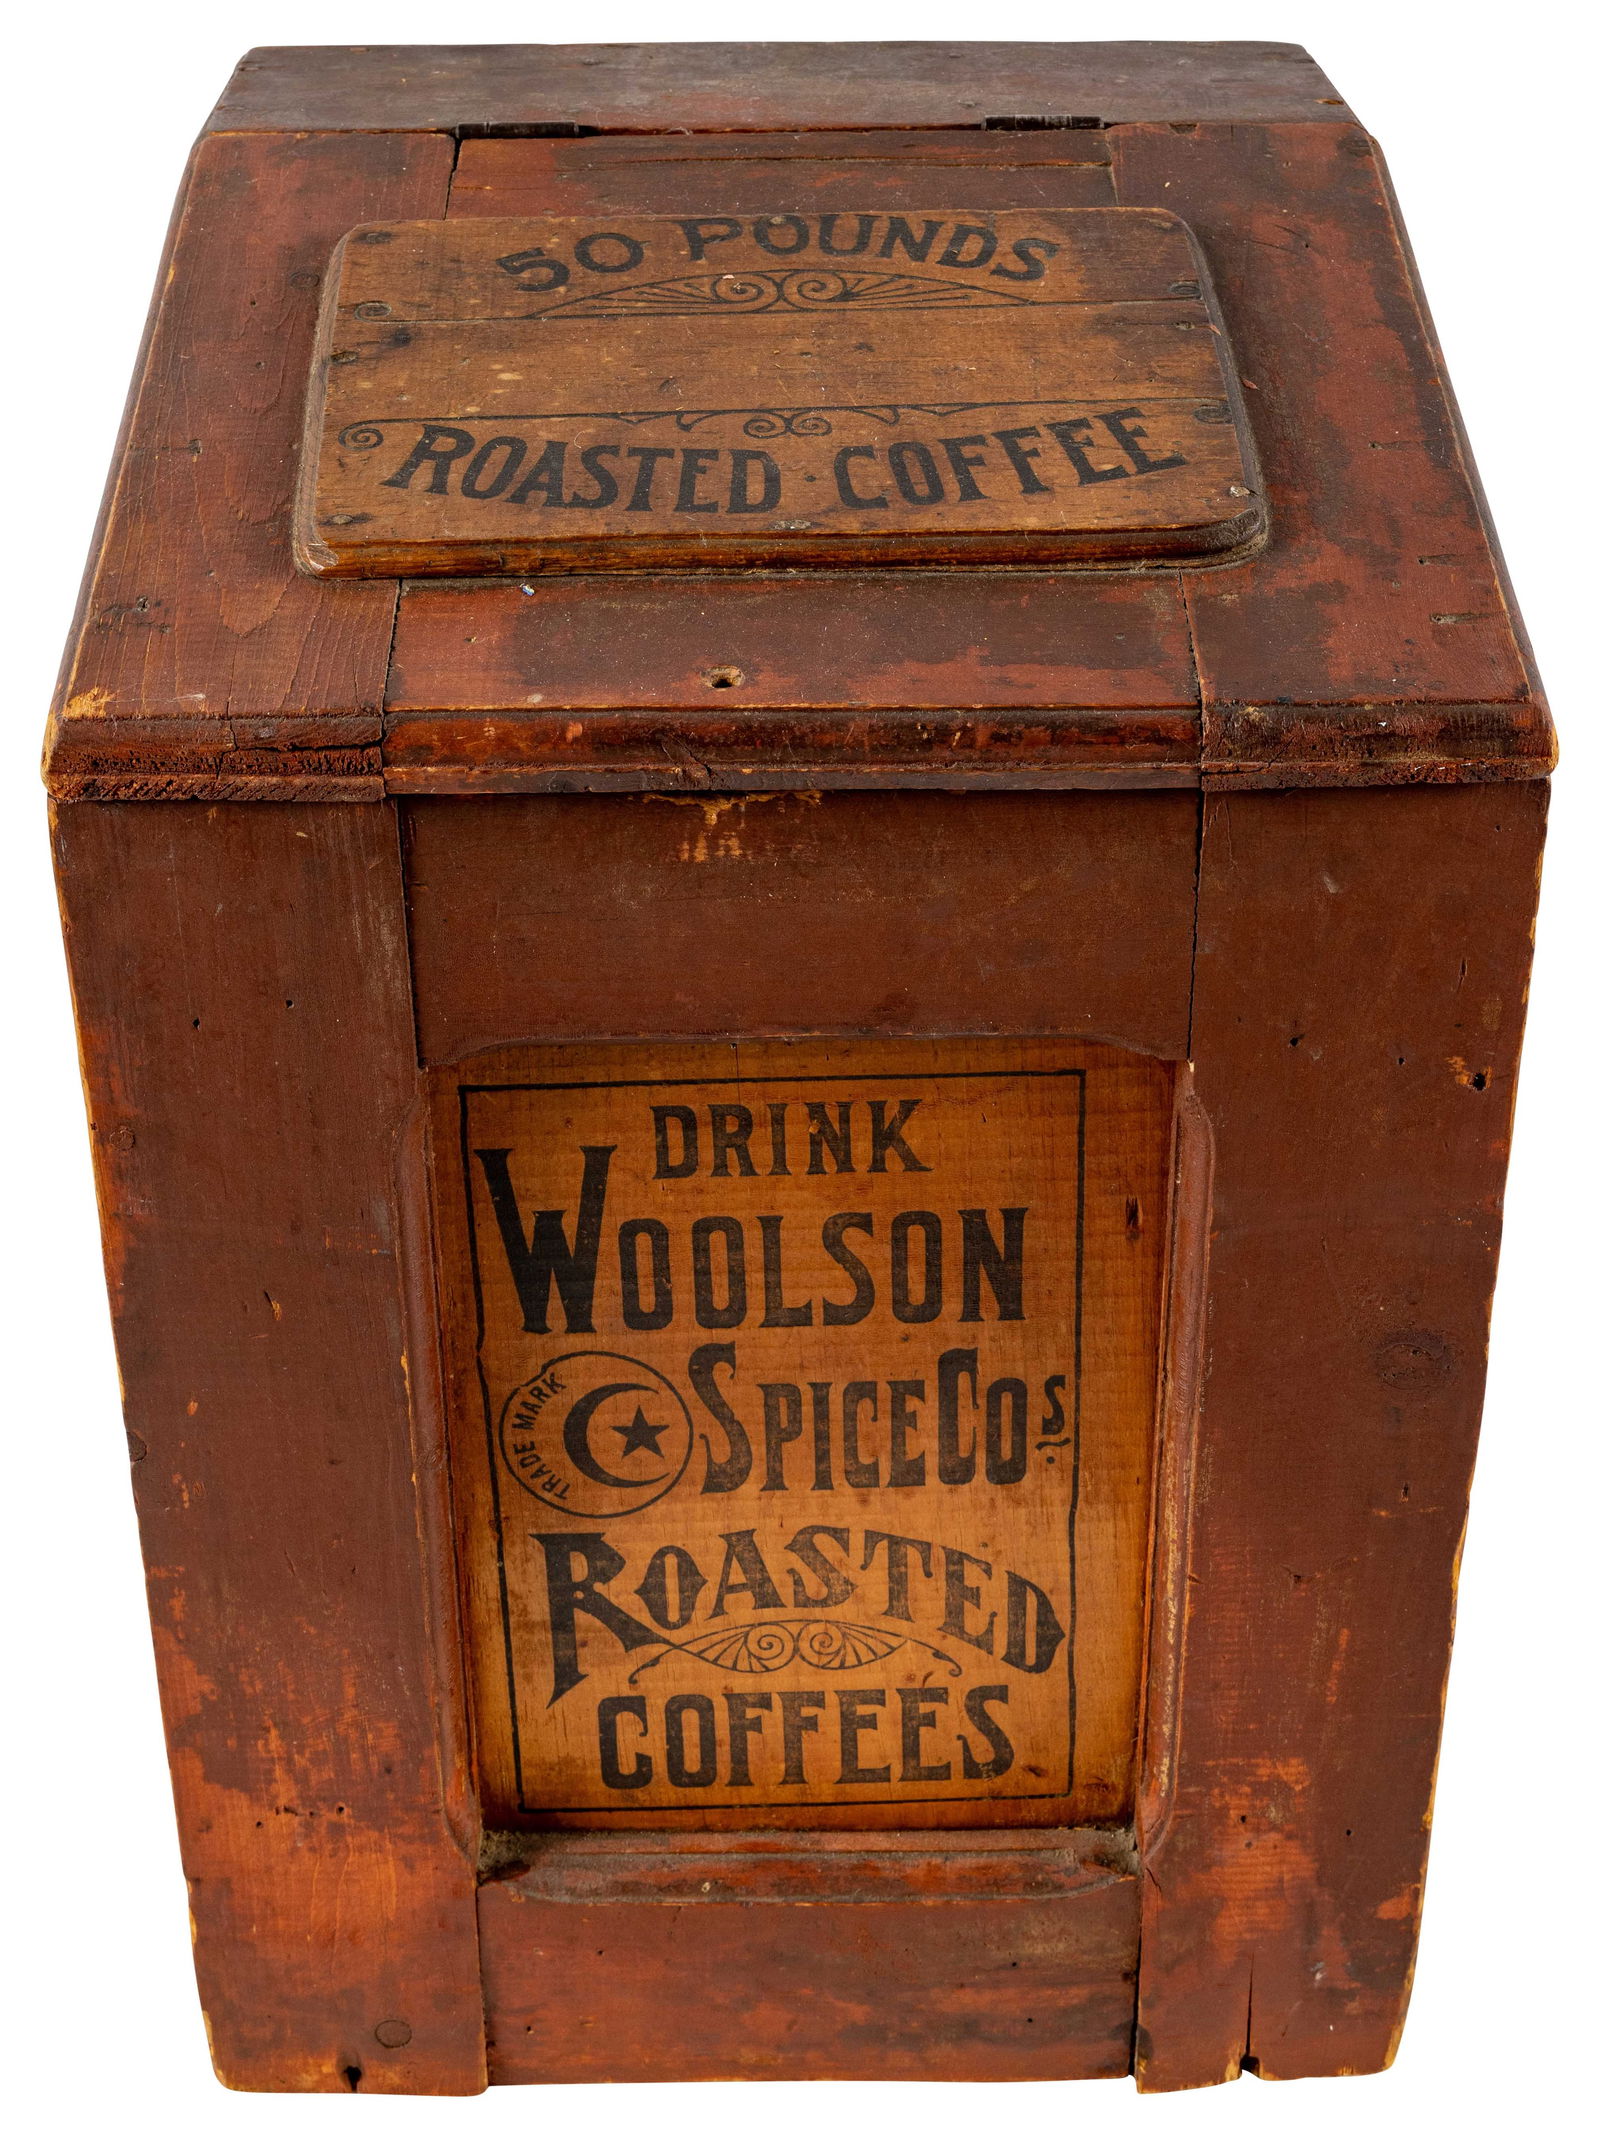 50 POUNDS
ROASTED · COFFEE
DRINK
WOOLSON
TRADE MARK
SPICE CO'S
ROASTED
COFFEES